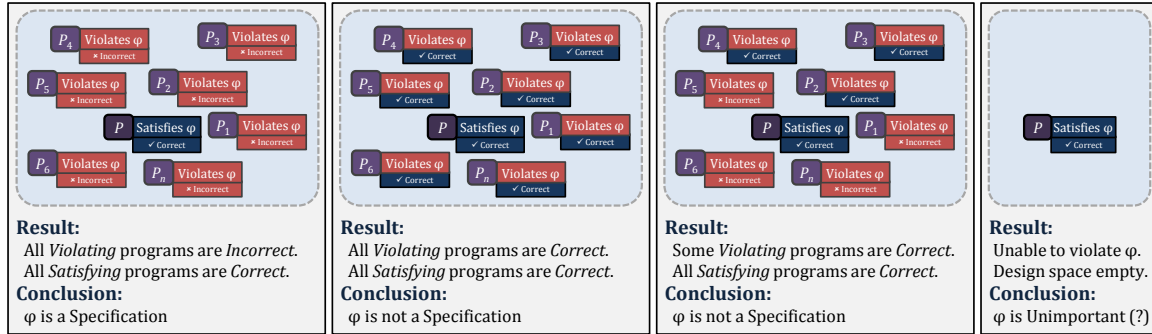 P4 Violates φ
× Incorrect
P3 Violates φ
× Incorrect
P5 Violates φ
× Incorrect
P2 Violates φ
× Incorrect
P Satisfies φ
✓ Correct
P1 Violates φ
× Incorrect
P6 Violates φ
× Incorrect
Pn Violates φ
× Incorrect
Result:
All Violating programs are Incorrect.
All Satisfying programs are Correct.
Conclusion:
φ is a Specification
P4 Violates φ
✓ Correct
P3 Violates φ
✓ Correct
P5 Violates φ
✓ Correct
P2 Violates φ
✓ Correct
P Satisfies φ
✓ Correct
P1 Violates φ
✓ Correct
P6 Violates φ
✓ Correct
Pn Violates φ
✓ Correct
Result:
All Violating programs are Correct.
All Satisfying programs are Correct.
Conclusion:
φ is not a Specification
P4 Violates φ
✓ Correct
P3 Violates φ
✓ Correct
P5 Violates φ
× Incorrect
P2 Violates φ
✓ Correct
P Satisfies φ
✓ Correct
P1 Violates φ
× Incorrect
P6 Violates φ
× Incorrect
Pn Violates φ
× Incorrect
Result:
Some Violating programs are Correct.
All Satisfying programs are Correct.
Conclusion:
φ is not a Specification
P Satisfies φ
✓ Correct
Result:
Unable to violate φ.
Design space empty.
Conclusion:
φ is Unimportant (?)